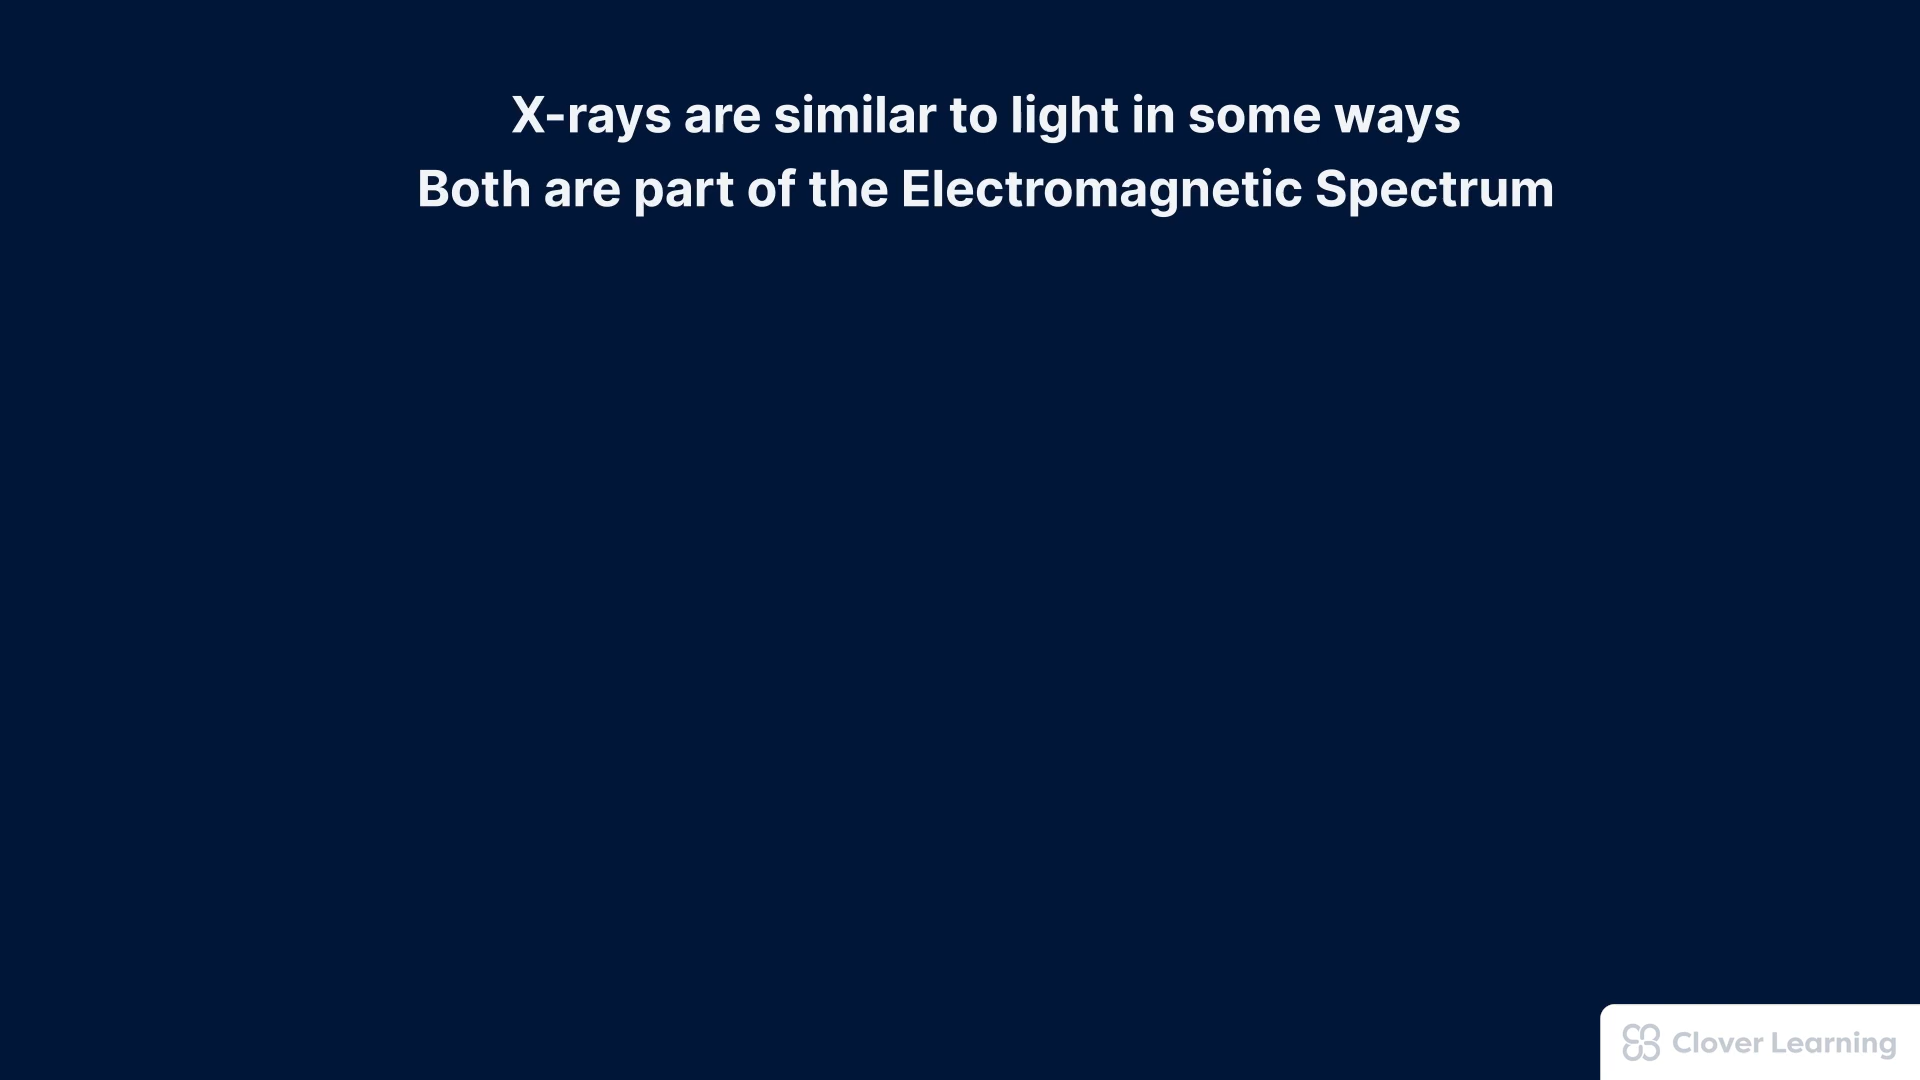 X-rays are similar to light in some ways
Both are part of the Electromagnetic Spectrum
Clover Learning